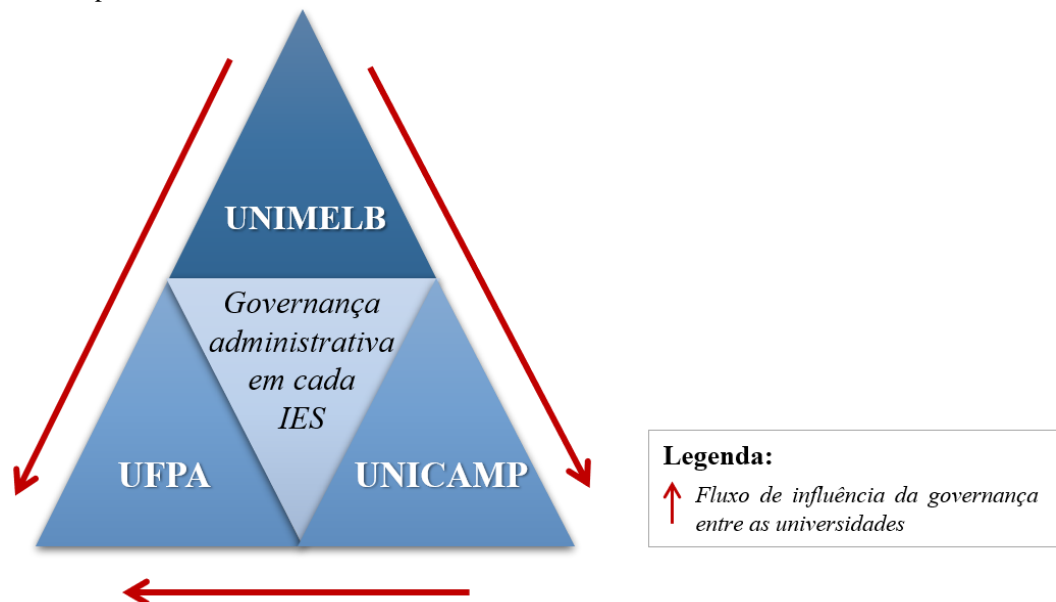 UNIMELB
Governança
administrativa
em cada
IES
UFPA
UNICAMP
Legenda:
Fluxo de influência da governança
entre as universidades